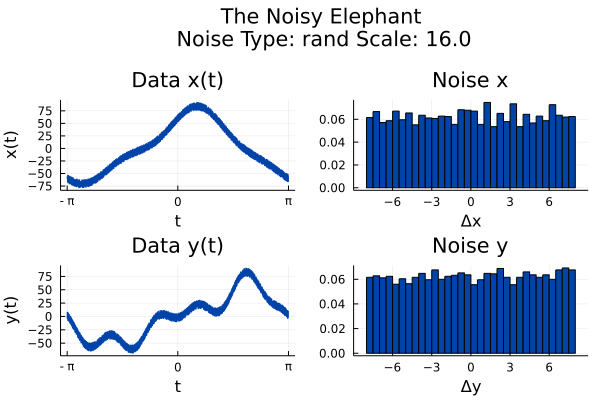 The Noisy Elephant
Noise Type: rand Scale: 16.0
Data x(t)
x(t)
75
50
25
0
−25
−50
−75
- π
0
π
t
Noise x
0.06
0.04
0.02
0.00
−6
−3
0
3
6
Δx
Data y(t)
y(t)
75
50
25
0
−25
−50
- π
0
π
t
Noise y
0.06
0.04
0.02
0.00
−6
−3
0
3
6
Δy